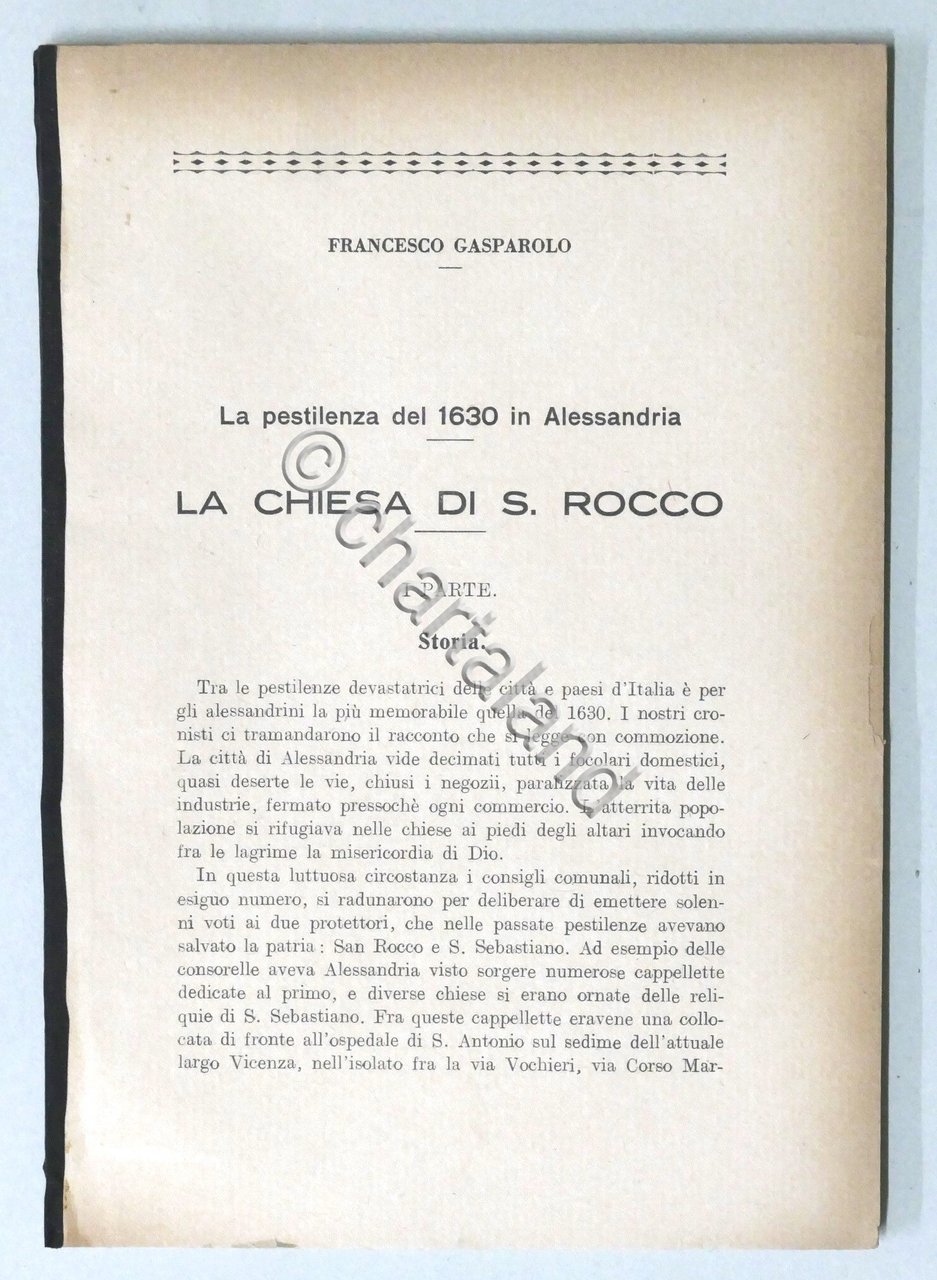 FRANCESCO GASPAROLO
La pestilenza del 1630 in Alessandria
LA CHIESA DI S. ROCCO
I PARTE.
Storia.
Tra le pestilenze devastatrici delle città e paesi d'Italia è per
gli alessandrini la più memorabile quella del 1630. I nostri cro-
nisti ci tramandarono il racconto che si legge con commozione.
La città di Alessandria vide decimati tutti i focolari domestici,
quasi deserte le vie, chiusi i negozii, paralizzata la vita delle
industrie, fermato pressochè ogni commercio. L'atterrita popo-
lazione si rifugiava nelle chiese ai piedi degli altari invocando
fra le lagrime la misericordia di Dio.
In questa luttuosa circostanza i consigli comunali, ridotti in
esiguo numero, si radunarono per deliberare di emettere solen-
ni voti ai due protettori, che nelle passate pestilenze avevano
salvato la patria: San Rocco e S. Sebastiano. Ad esempio delle
consorelle aveva Alessandria visto sorgere numerose cappellette
dedicate al primo, e diverse chiese si erano ornate delle reli-
quie di S. Sebastiano. Fra queste cappellette eravene una collo-
cata di fronte all'ospedale di S. Antonio sul sedime dell'attuale
largo Vicenza, nell'isolato fra la via Vochieri, via Corso Mar-
© chartaland